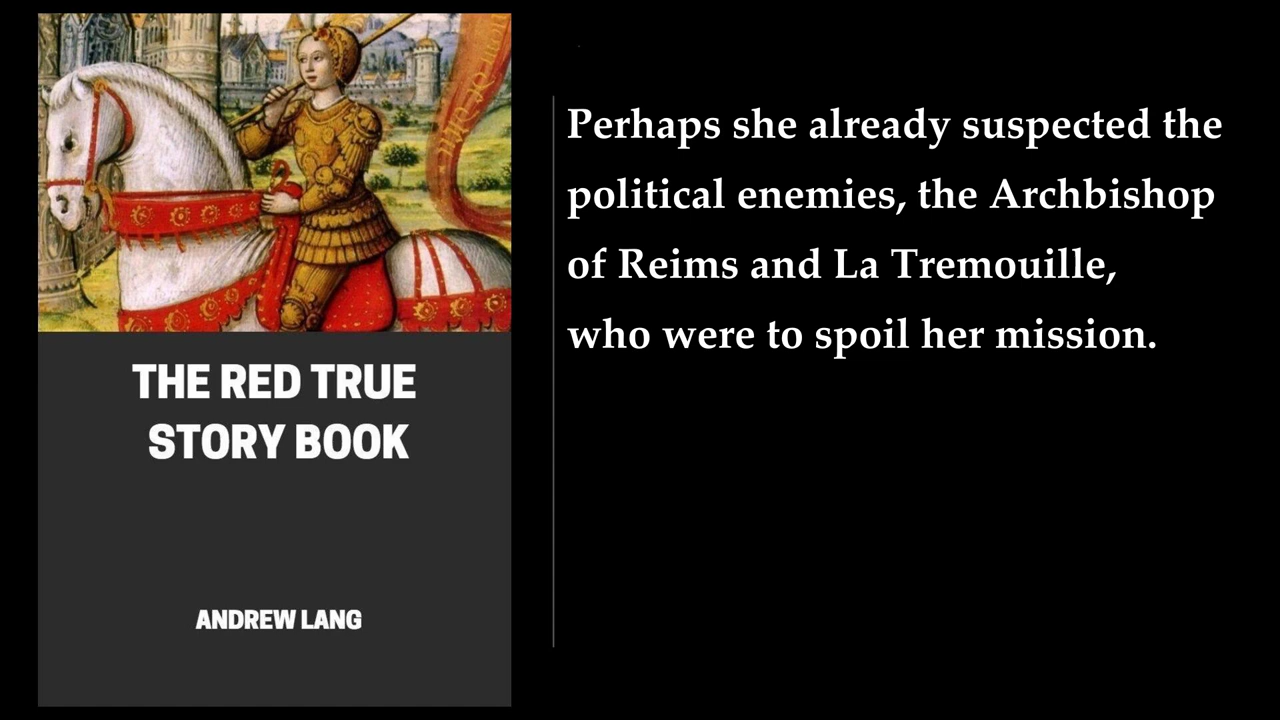 THE RED TRUE
STORY BOOK
ANDREW LANG
Perhaps she already suspected the
political enemies, the Archbishop
of Reims and La Tremouille,
who were to spoil her mission.